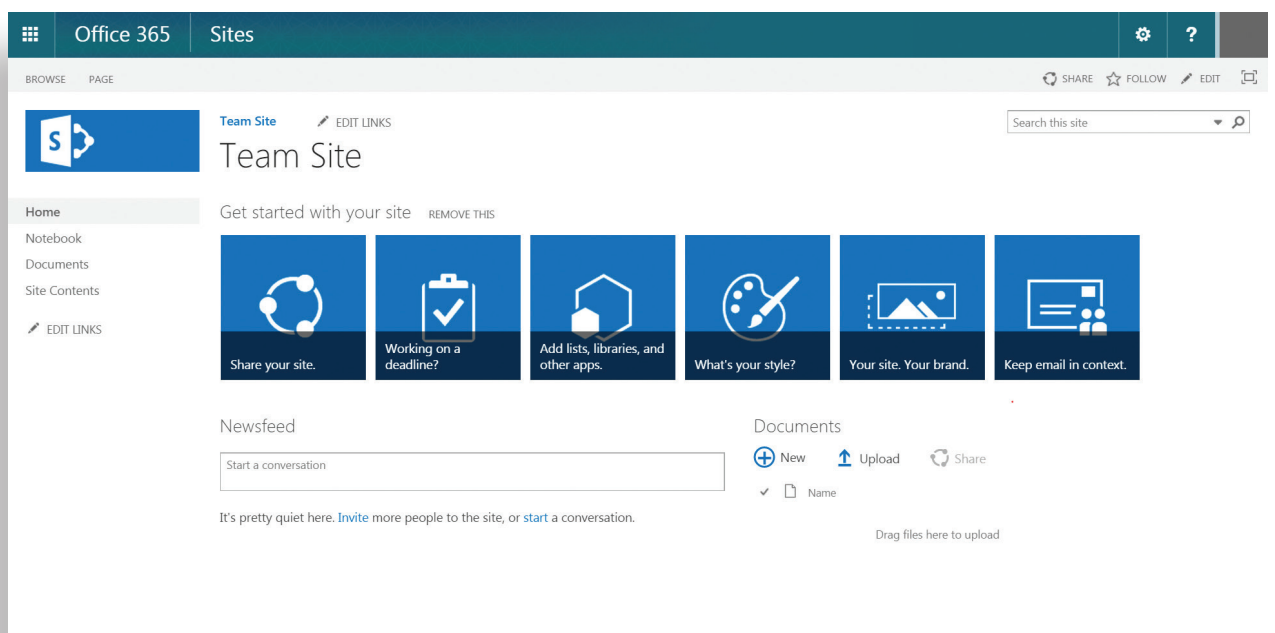 Office 365
Sites
?
BROWSE
PAGE
SHARE
FOLLOW
EDIT
S
Team Site
EDIT LINKS
Search this site
Team Site
Home
Notebook
Documents
Site Contents
EDIT LINKS
Get started with your site
REMOVE THIS
Share your site.
Working on a
deadline?
Add lists, libraries, and
other apps.
What's your style?
Your site. Your brand.
Keep email in context.
Newsfeed
Start a conversation
It's pretty quiet here. Invite more people to the site, or start a conversation.
Documents
New
Upload
Share
Name
Drag files here to upload